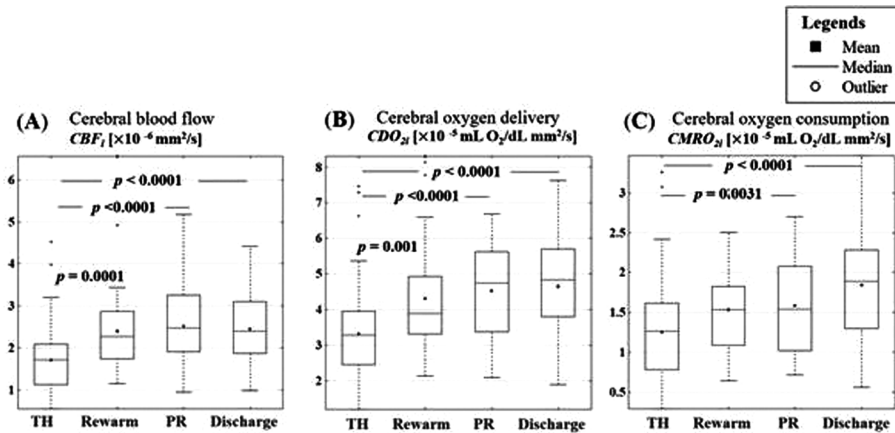 Legends
Mean
Median
Outlier
(A) Cerebral blood flow
CBF_I [×10 ⁻⁶ mm²/s]
6
5
4
3
2
1
p < 0.0001
p <0.0001
p = 0.0001
TH Rewarm PR Discharge
(B) Cerebral oxygen delivery
CDO₂ᵢ [×10 ⁻⁵ mL O₂/dL mm²/s]
8
7
6
5
4
3
2
p < 0.0001
p <0.0001
p = 0.001
TH Rewarm PR Discharge
(C) Cerebral oxygen consumption
CMRO₂ᵢ [×10 ⁻⁵ mL O₂/dL mm²/s]
3
2.5
2
1.5
1
0.5
p < 0.0001
p = 0.0031
TH Rewarm PR Discharge